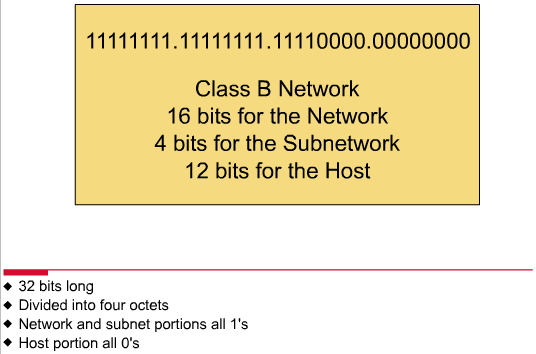 11111111.11111111.11110000.00000000
Class B Network
16 bits for the Network
4 bits for the Subnetwork
12 bits for the Host
32 bits long
Divided into four octets
Network and subnet portions all 1's
Host portion all 0's